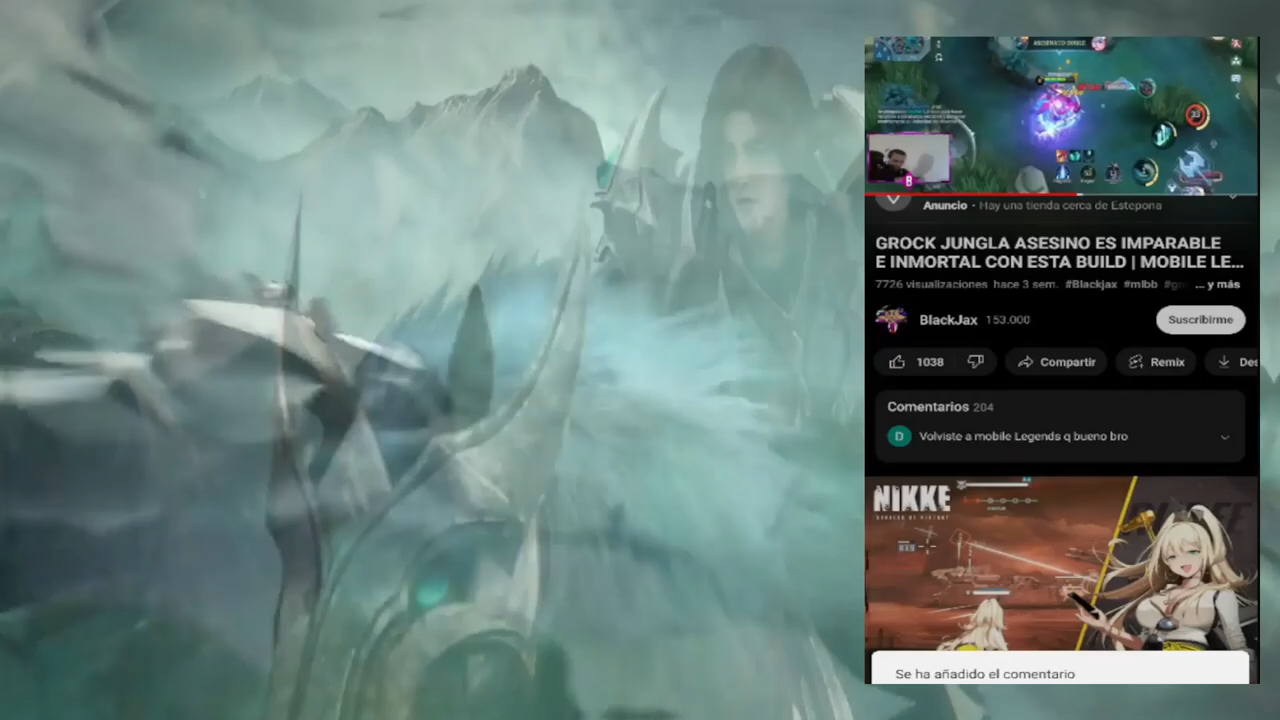 Anuncio · Hay una tienda cerca de Estepona
GROCK JUNGLA ASESINO ES IMPARABLE
E INMORTAL CON ESTA BUILD | MOBILE LE...
7726 visualizaciones hace 3 sem. #Blackjax #mlbb ... y más
BlackJax 153.000
Suscribirme
1038
Compartir
Remix
Des
Comentarios 204
D
Volviste a mobile Legends q bueno bro
NIKKE
Se ha añadido el comentario